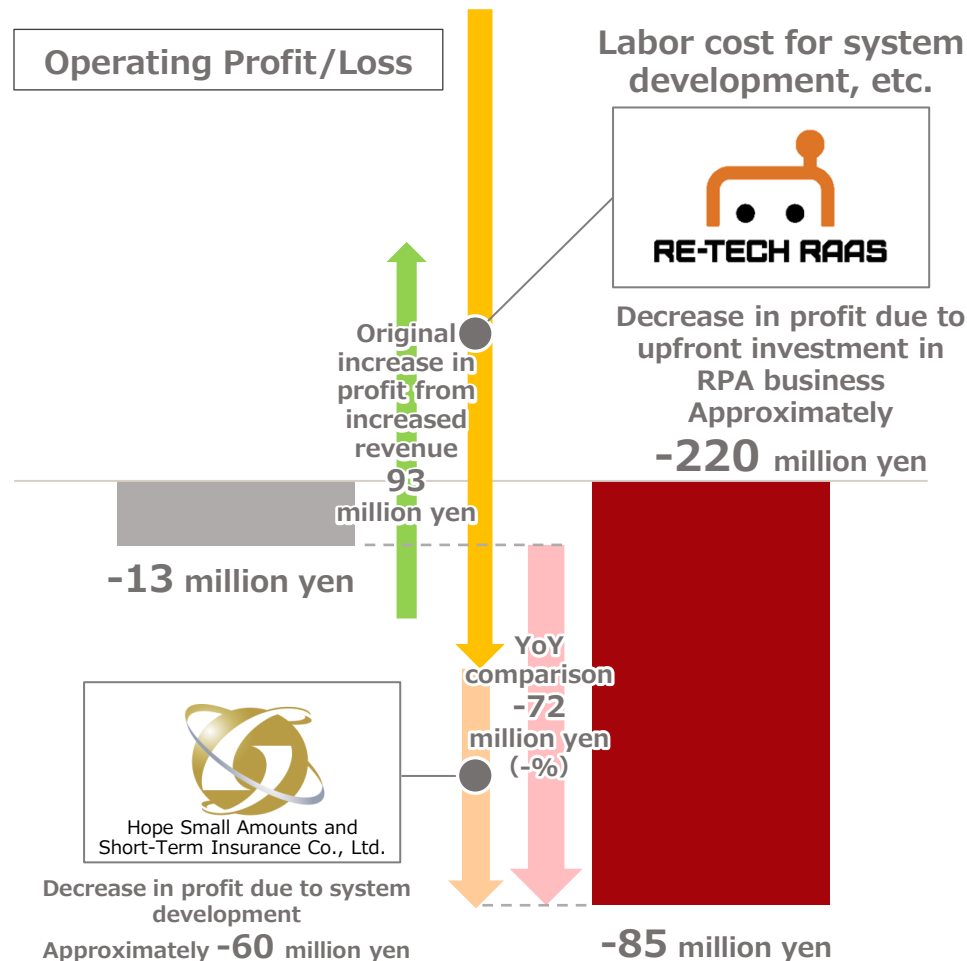 Operating Profit/Loss
Labor cost for system
development, etc.
RE-TECH RAAS
Decrease in profit due to
upfront investment in
RPA business
Approximately
-220 million yen
Original
increase in
profit from
increased
revenue
93
million yen
-13 million yen
YoY
comparison
-72
million yen
(-%)
Hope Small Amounts and
Short-Term Insurance Co., Ltd.
Decrease in profit due to system
development
Approximately -60 million yen
-85 million yen